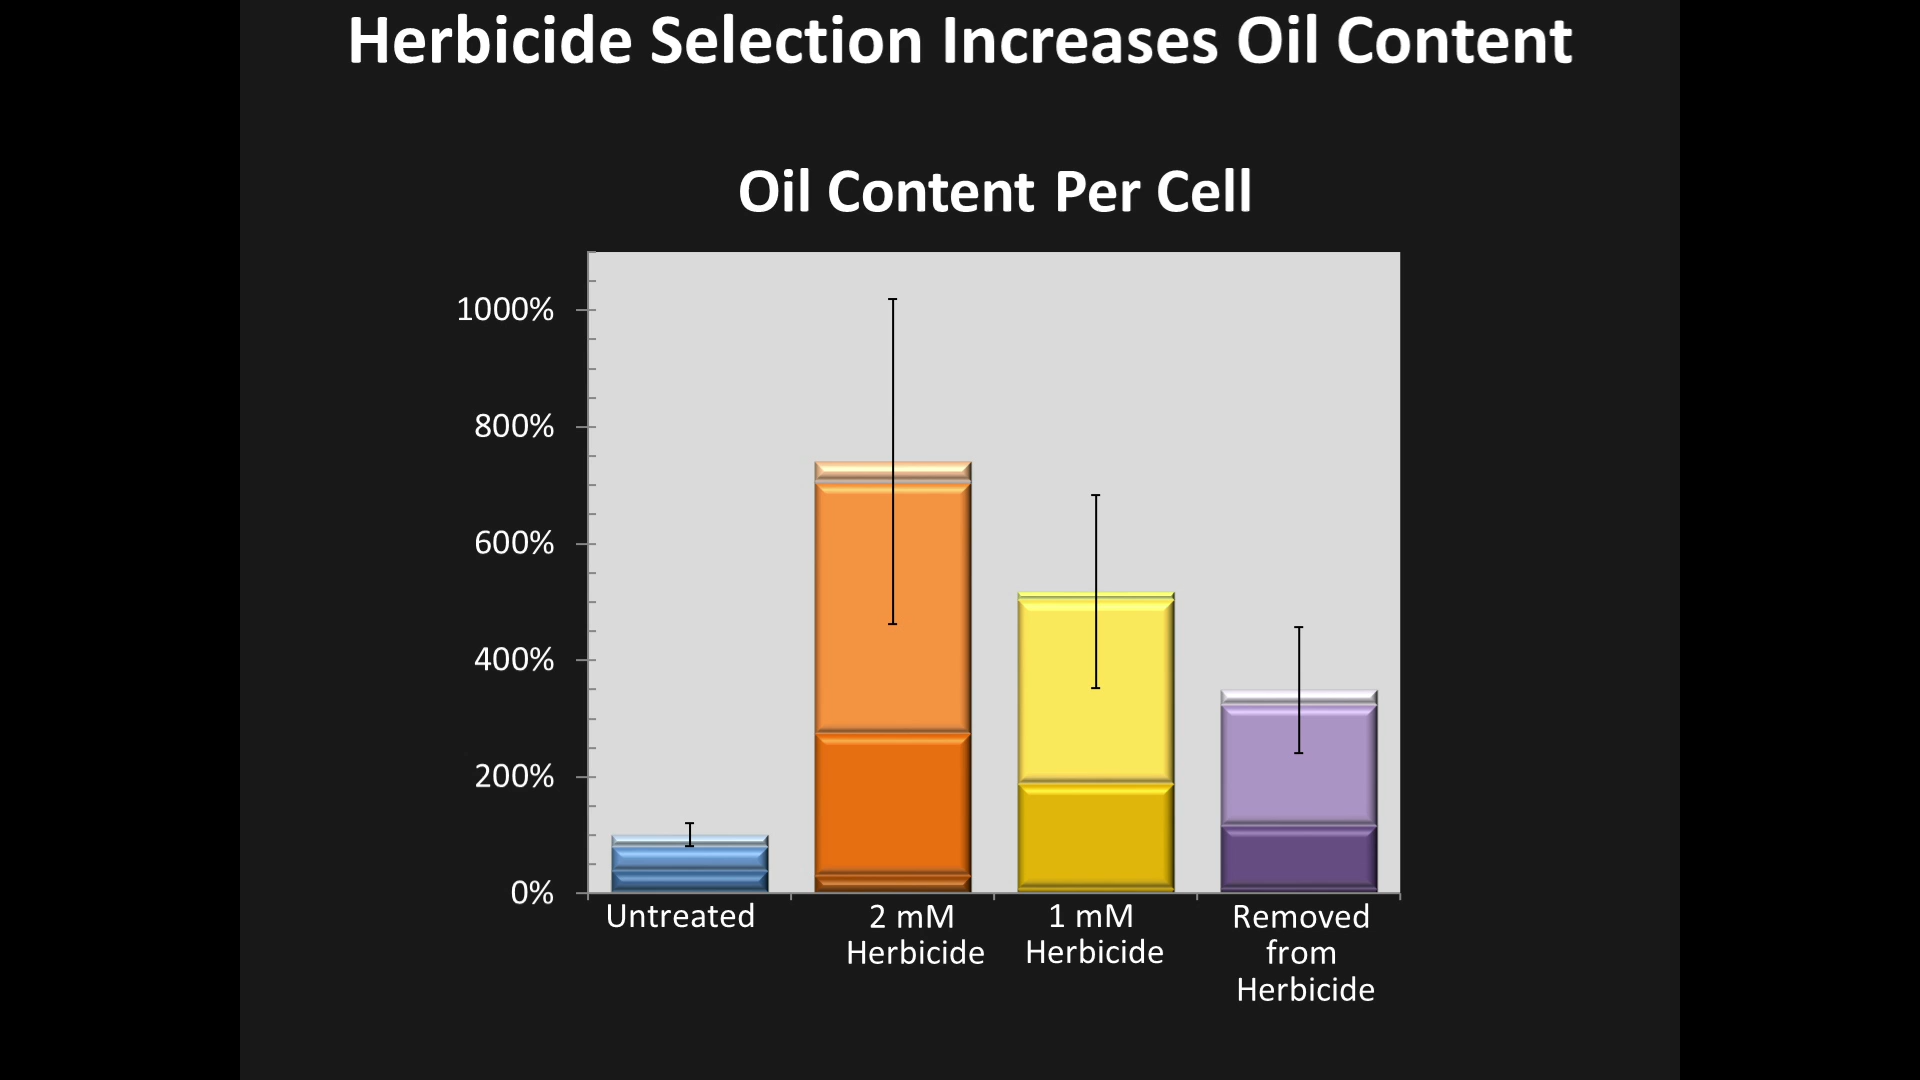 Herbicide Selection Increases Oil Content
Oil Content Per Cell
1000%
800%
600%
400%
200%
0%
Untreated
2 mM
Herbicide
1 mM
Herbicide
Removed
from
Herbicide